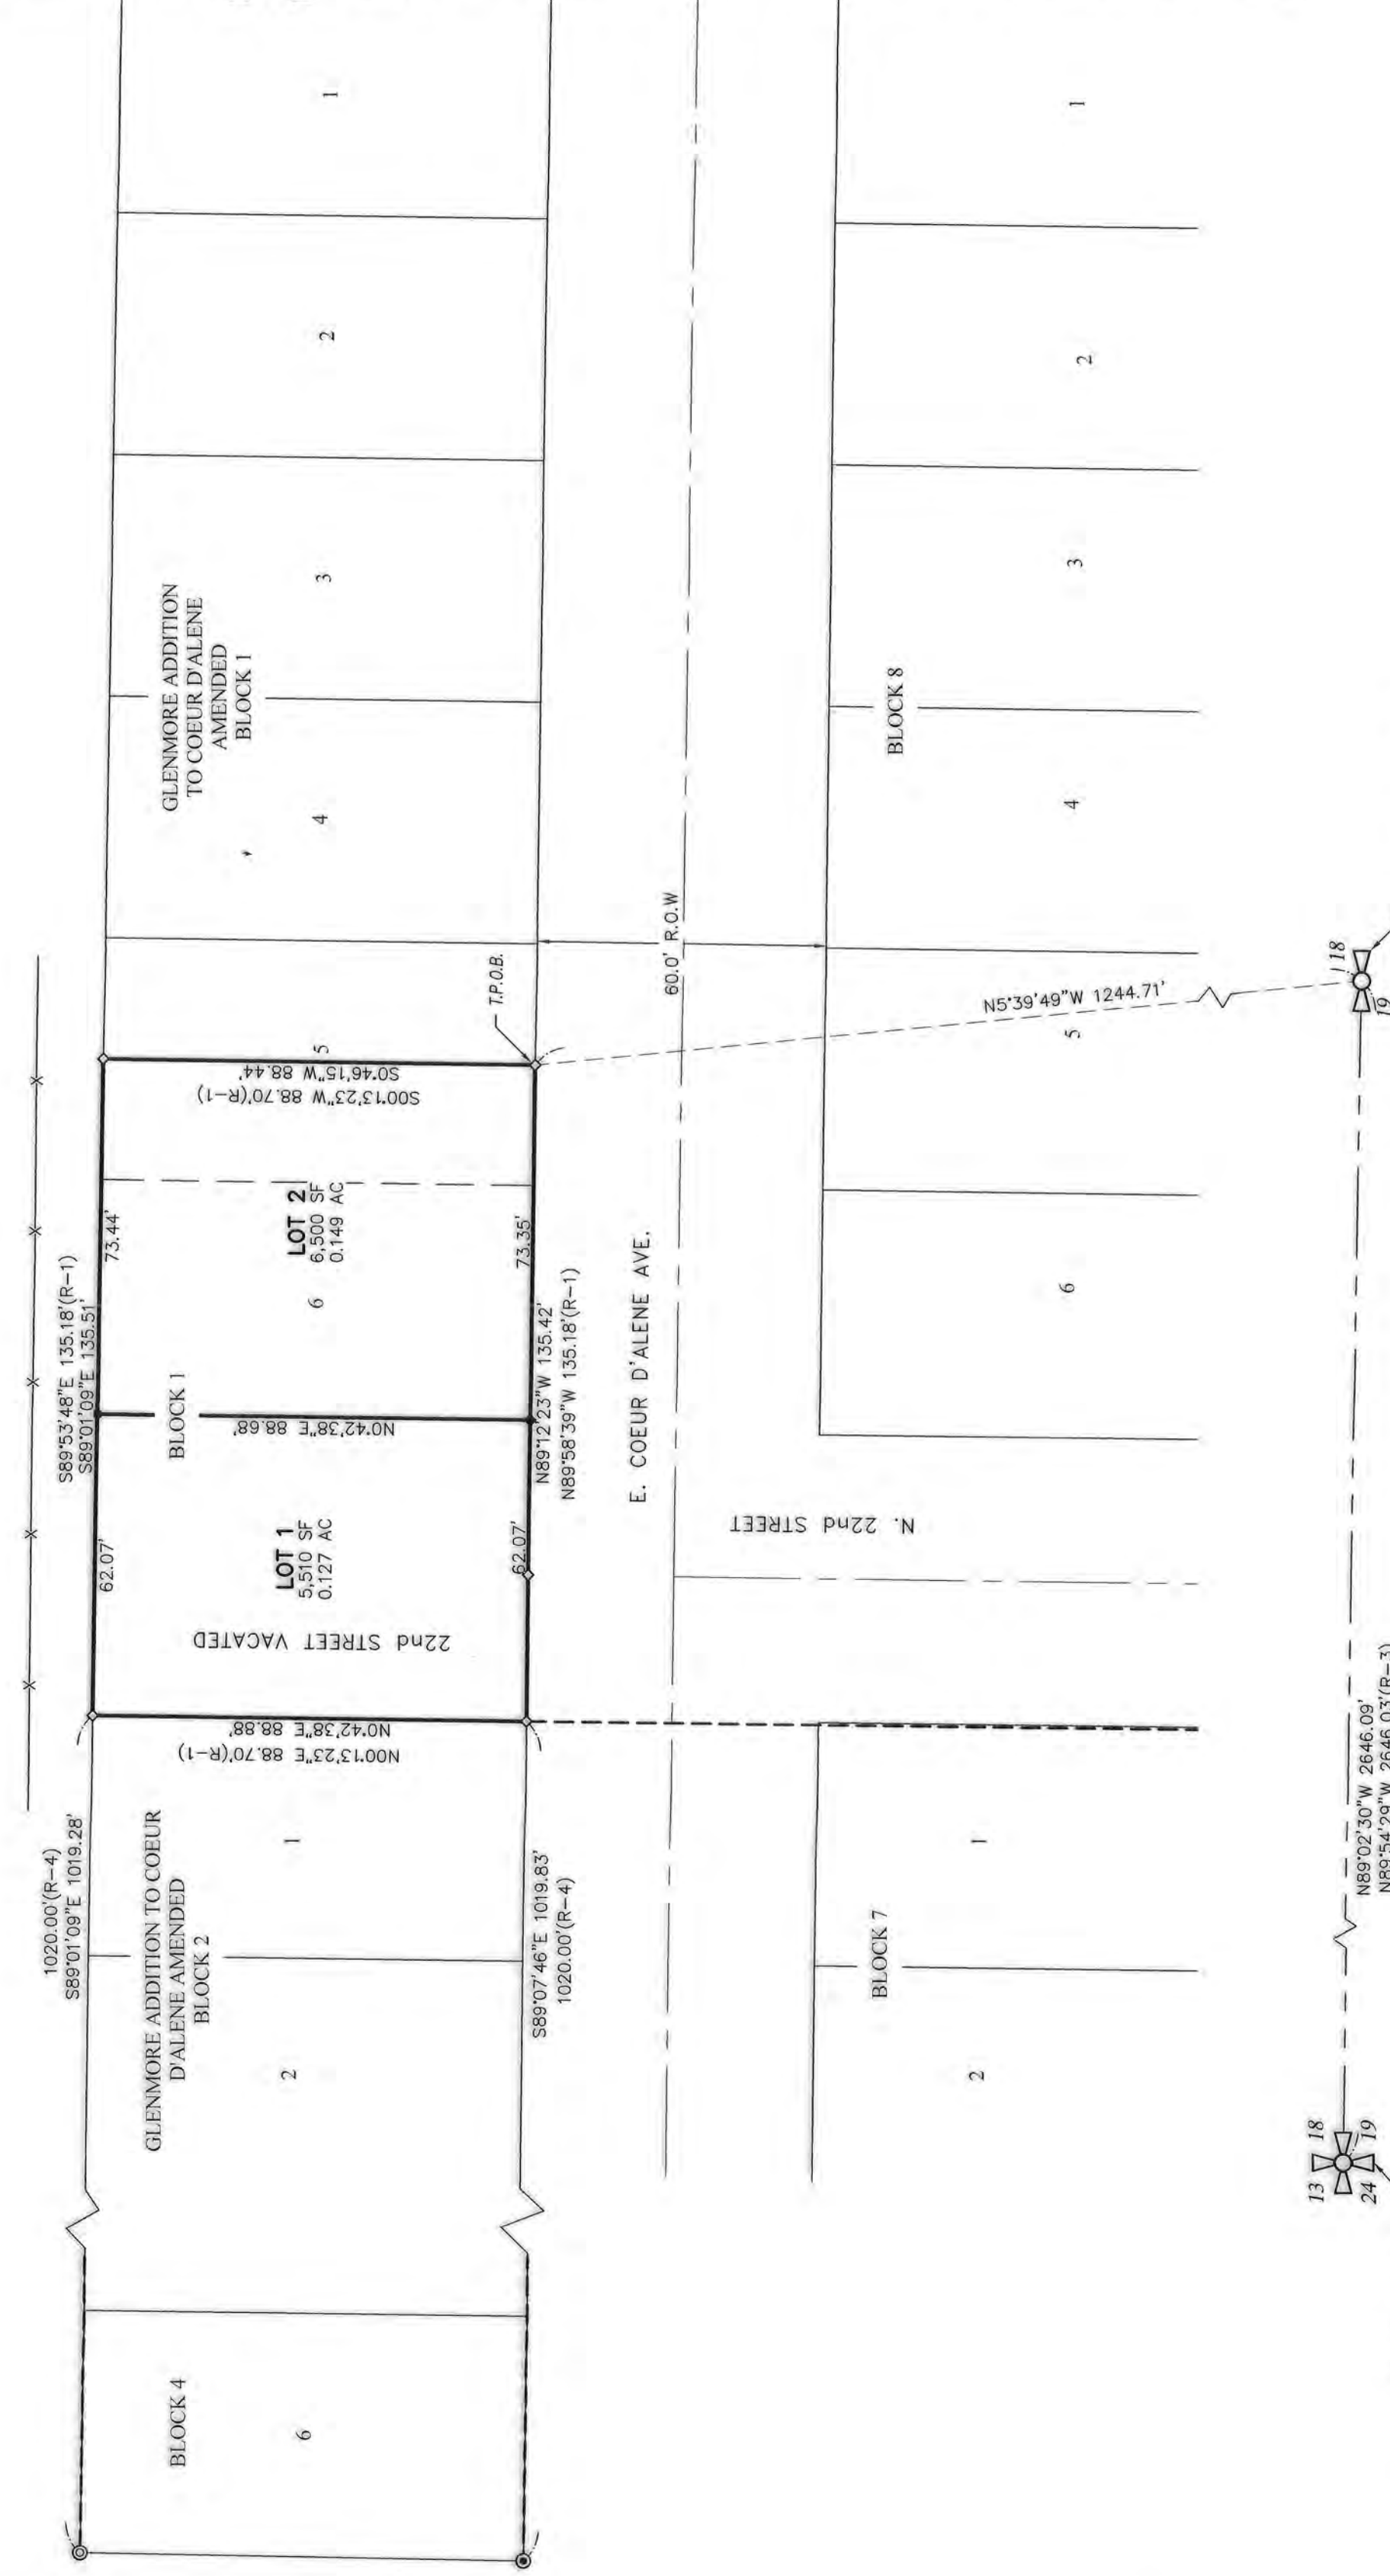 1020.00'(R-4)
S89°01'09"E 1019.28'
S89°53'48"E 135.18'(R-1)
S89°01'09"E 135.51'
62.07'
73.44'
BLOCK 4
6
GLENMORE ADDITION TO COEUR
D'ALENE AMENDED
BLOCK 2
2
1
N00°13'23"E 88.70'(R-1)
N0°42'38"E 88.88'
22nd STREET VACATED
LOT 1
5,510 SF
0.127 AC
BLOCK 1
N0°42'38"E 88.68'
6
LOT 2
6,500 SF
0.149 AC
S00°13'23"W 88.70'(R-1)
S0°46'15"W 88.44'
5
GLENMORE ADDITION
TO COEUR D'ALENE
AMENDED
BLOCK 1
4
3
2
1
62.07'
73.35'
T.P.O.B.
S89°07'46"E 1019.83'
1020.00'(R-4)
N89°12'23"W 135.42'
N89°58'39"W 135.18'(R-1)
E. COEUR D'ALENE AVE.
60.0' R.O.W
N. 22nd STREET
BLOCK 7
2
1
BLOCK 8
6
5
4
3
2
1
N5°39'49"W 1244.71'
13
18
24
19
N89°02'30"W 2646.09'
N89°54'29"W 2646.03'(R-3)
18
19